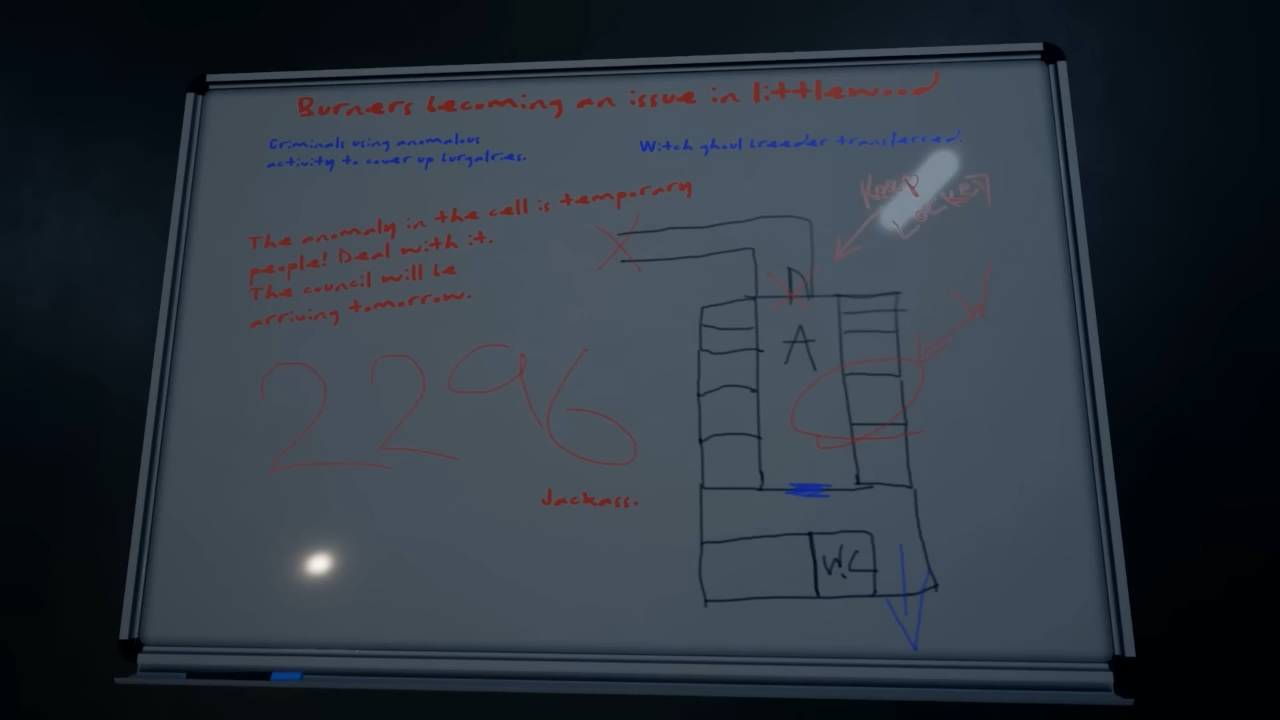 Burners becoming an issue in littlewood
Criminals using anomalous
activity to cover up burgalries.
Witch ghoul breeder transferred.
The anomaly in the cell is temporary
people! Deal with it.
The council will be
arriving tomorrow.
Keep
Locked
D
A
W
2296
Jackass.
W.C